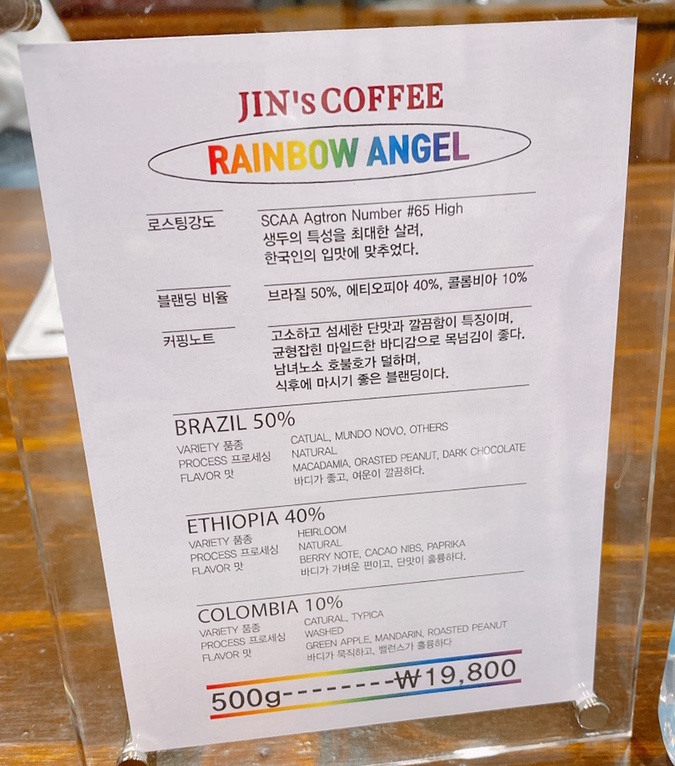 JIN's COFFEE
RAINBOW ANGEL
로스팅강도
SCAA Agtron Number #65 High
생두의 특성을 최대한 살려,
한국인의 입맛에 맞추었다.
블랜딩 비율
브라질 50%, 에티오피아 40%, 콜롬비아 10%
커핑노트
고소하고 섬세한 단맛과 깔끔함이 특징이며,
균형잡힌 마일드한 바디감으로 목넘김이 좋다.
남녀노소 호불호가 덜하며,
식후에 마시기 좋은 블랜딩이다.
BRAZIL 50%
VARIETY 품종 CATUAL, MUNDO NOVO, OTHERS
PROCESS 프로세싱 NATURAL
FLAVOR 맛 MACADAMIA, ORASTED PEANUT, DARK CHOCOLATE
바디가 좋고, 여운이 깔끔하다.
ETHIOPIA 40%
VARIETY 품종 HEIRLOOM
PROCESS 프로세싱 NATURAL
FLAVOR 맛 BERRY NOTE, CACAO NIBS, PAPRIKA
바디가 가벼운 편이고, 단맛이 훌륭하다.
COLOMBIA 10%
VARIETY 품종 CATURAL, TYPICA
PROCESS 프로세싱 WASHED
FLAVOR 맛 GREEN APPLE, MANDARIN, ROASTED PEANUT
바디가 묵직하고, 밸런스가 훌륭하다
500g--------₩19,800